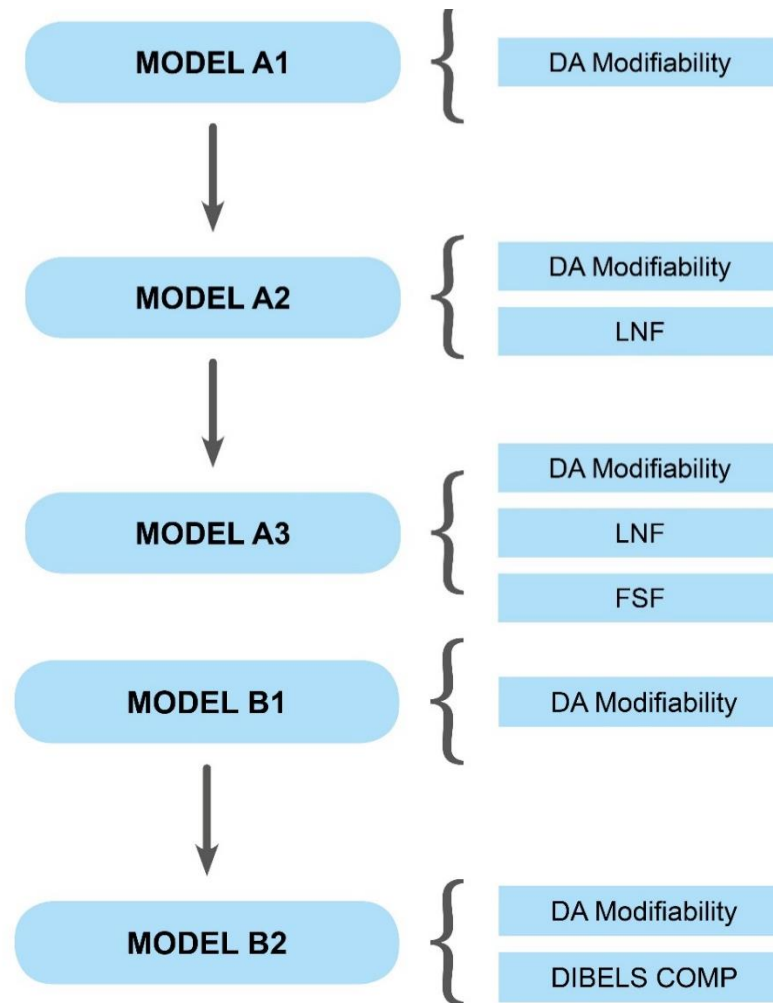 MODEL A1
DA Modifiability
MODEL A2
DA Modifiability
LNF
MODEL A3
DA Modifiability
LNF
FSF
MODEL B1
DA Modifiability
MODEL B2
DA Modifiability
DIBELS COMP